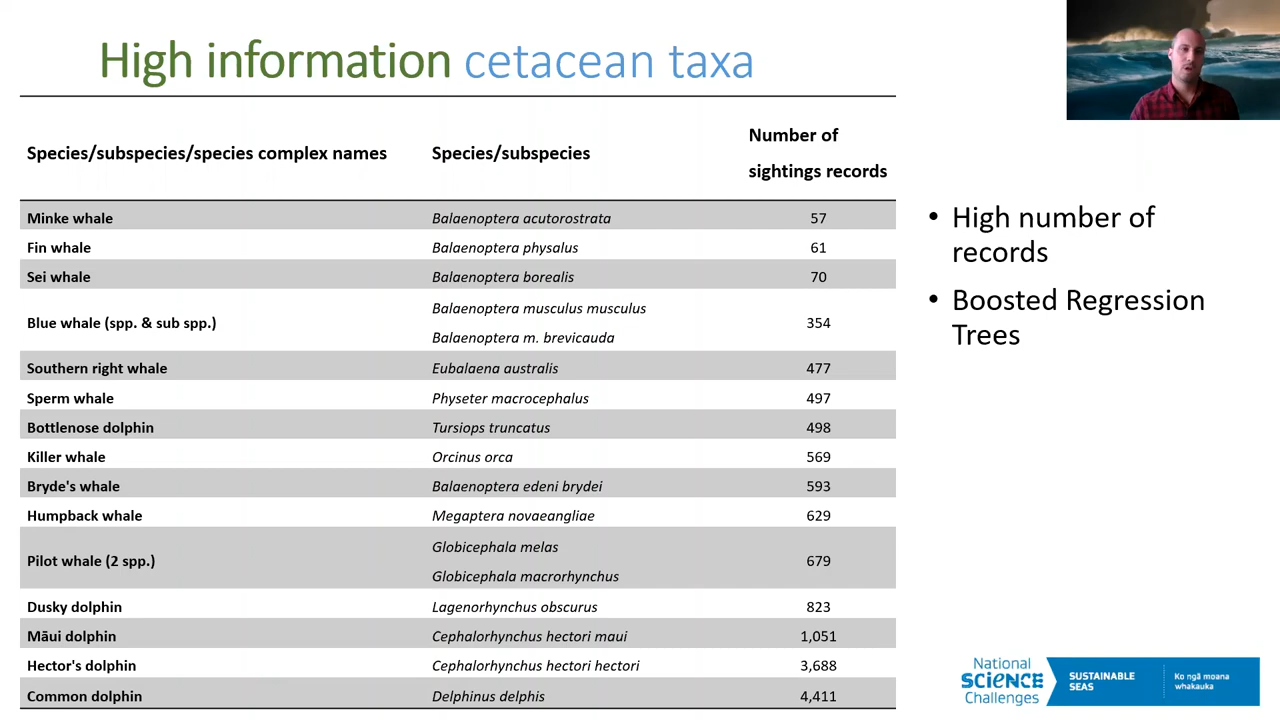 High information cetacean taxa
Species/subspecies/species complex names Species/subspecies Number of
sightings records
Minke whale Balaenoptera acutorostrata 57
Fin whale Balaenoptera physalus 61
Sei whale Balaenoptera borealis 70
Blue whale (spp. & sub spp.) Balaenoptera musculus musculus 354
Balaenoptera m. brevicauda
Southern right whale Eubalaena australis 477
Sperm whale Physeter macrocephalus 497
Bottlenose dolphin Tursiops truncatus 498
Killer whale Orcinus orca 569
Bryde's whale Balaenoptera edeni brydei 593
Humpback whale Megaptera novaeangliae 629
Pilot whale (2 spp.) Globicephala melas 679
Globicephala macrorhynchus
Dusky dolphin Lagenorhynchus obscurus 823
Māui dolphin Cephalorhynchus hectori maui 1,051
Hector's dolphin Cephalorhynchus hectori hectori 3,688
Common dolphin Delphinus delphis 4,411
• High number of
records
• Boosted Regression
Trees
National
SCIENCE
Challenges
SUSTAINABLE
SEAS
Ko ngā moana
whakauka